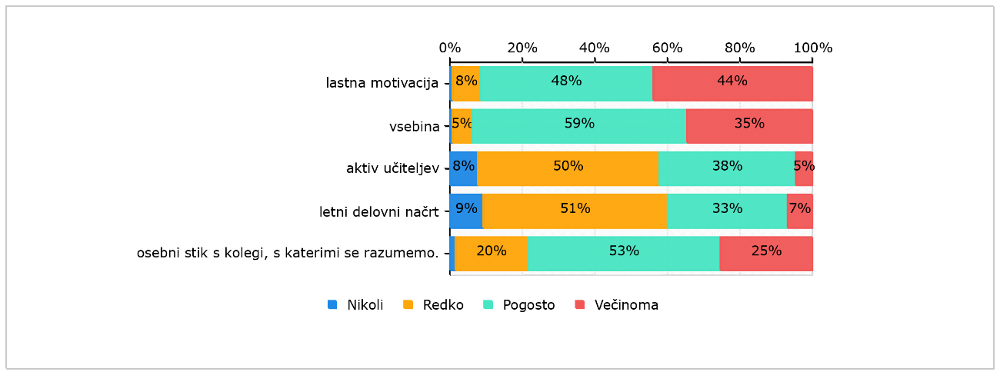 0% 20% 40% 60% 80% 100%
lastna motivacija 8% 48% 44%
vsebina 5% 59% 35%
aktiv učiteljev 8% 50% 38% 5%
letni delovni načrt 9% 51% 33% 7%
osebni stik s kolegi, s katerimi se razumemo. 20% 53% 25%
Nikoli Redko Pogosto Večinoma